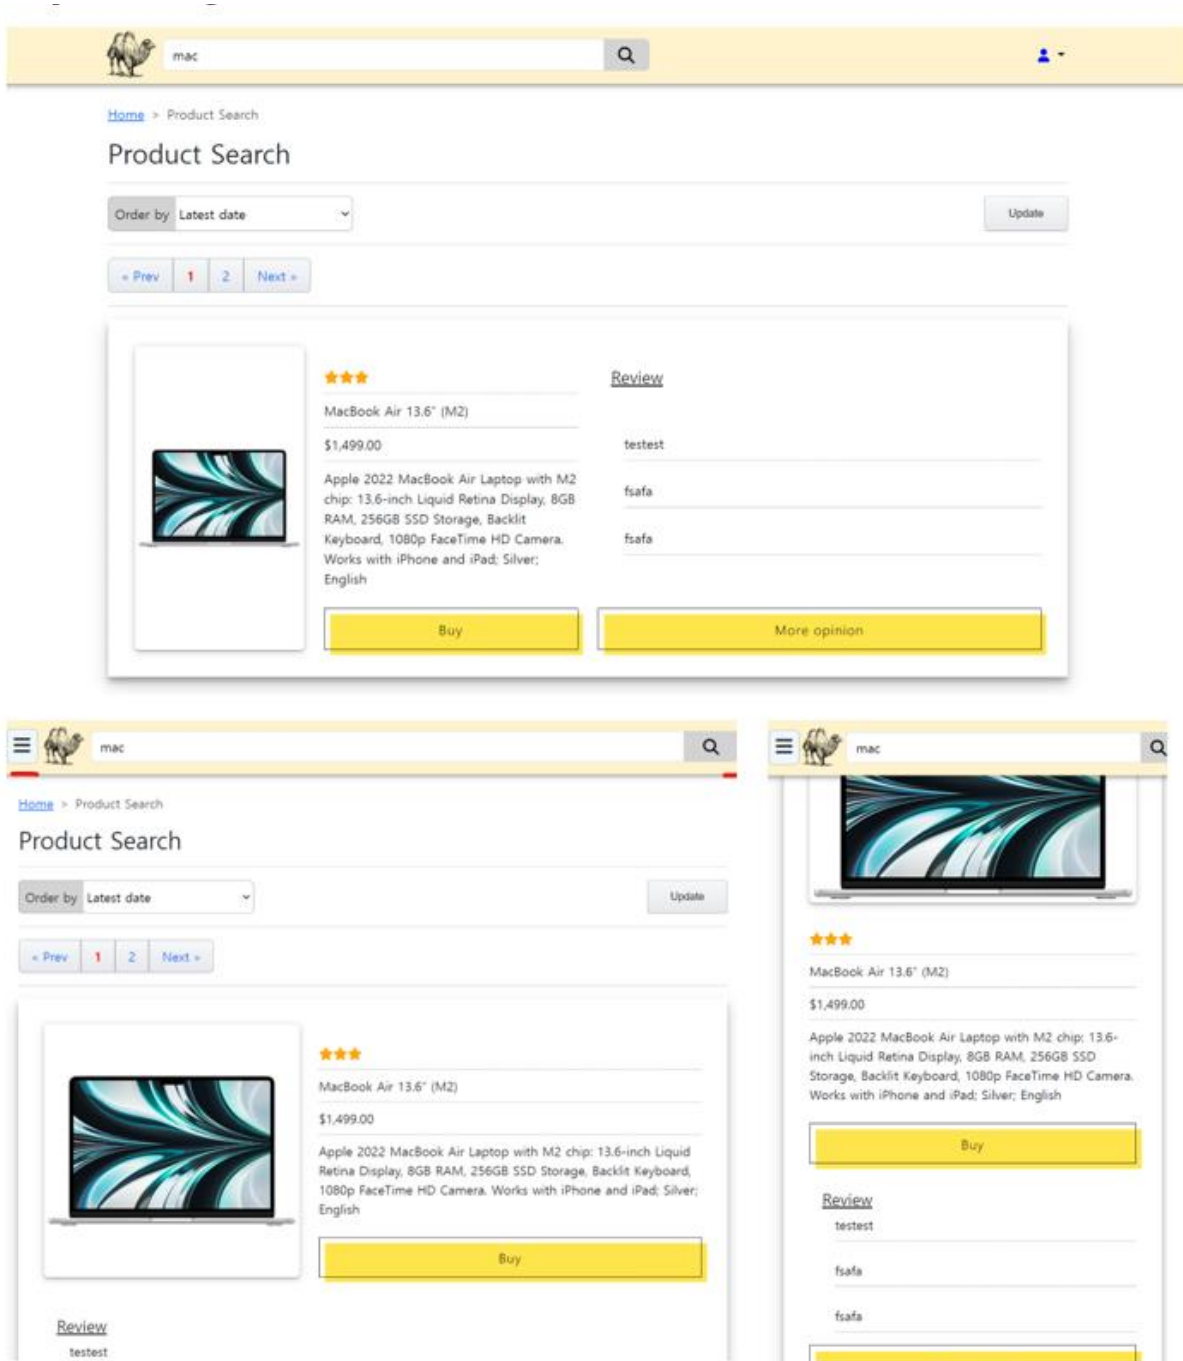 mac
Home > Product Search
Product Search
Order by Latest date
Update
« Prev 1 2 Next »
Review
MacBook Air 13.6" (M2)
$1,499.00
testest
Apple 2022 MacBook Air Laptop with M2
chip: 13.6-inch Liquid Retina Display, 8GB
RAM, 256GB SSD Storage, Backlit
Keyboard, 1080p FaceTime HD Camera.
Works with iPhone and iPad; Silver;
English
fsafa
fsafa
Buy
More opinion
mac
Home > Product Search
Product Search
Order by Latest date
Update
« Prev 1 2 Next »
MacBook Air 13.6" (M2)
$1,499.00
Apple 2022 MacBook Air Laptop with M2 chip: 13.6-inch Liquid
Retina Display, 8GB RAM, 256GB SSD Storage, Backlit Keyboard,
1080p FaceTime HD Camera. Works with iPhone and iPad; Silver;
English
Buy
Review
testest
mac
MacBook Air 13.6" (M2)
$1,499.00
Apple 2022 MacBook Air Laptop with M2 chip: 13.6-
inch Liquid Retina Display, 8GB RAM, 256GB SSD
Storage, Backlit Keyboard, 1080p FaceTime HD Camera.
Works with iPhone and iPad; Silver; English
Buy
Review
testest
fsafa
fsafa